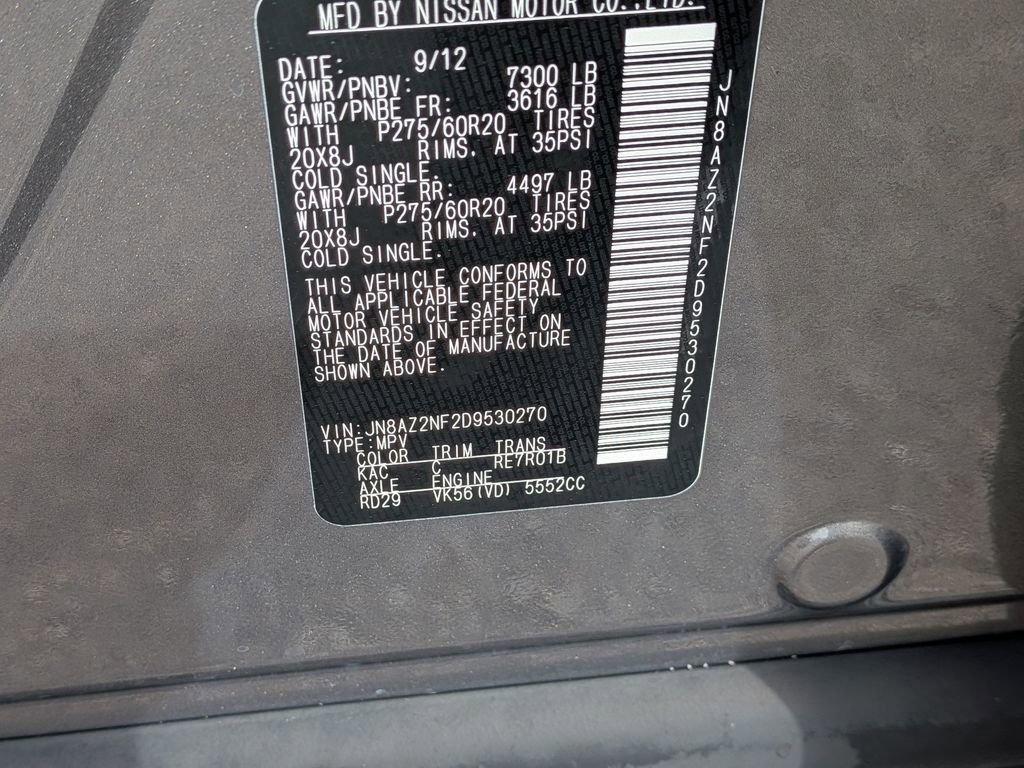 MFD BY NISSAN MOTOR CO.,LTD.
DATE: 9/12
GVWR/PNBV: 7300 LB
GAWR/PNBE FR: 3616 LB
WITH P275/60R20 TIRES
20X8J RIMS. AT 35PSI
COLD SINGLE.
GAWR/PNBE RR: 4497 LB
WITH P275/60R20 TIRES
20X8J RIMS. AT 35PSI
COLD SINGLE.
THIS VEHICLE CONFORMS TO
ALL APPLICABLE FEDERAL
MOTOR VEHICLE SAFETY
STANDARDS IN EFFECT ON
THE DATE OF MANUFACTURE
SHOWN ABOVE.
VIN:JN8AZ2NF2D9530270
TYPE:MPV
COLOR TRIM TRANS
KAC C RE7R01B
AXLE ENGINE
RD29 VK56(VD) 5552CC
JN8AZ2NF2D9530270